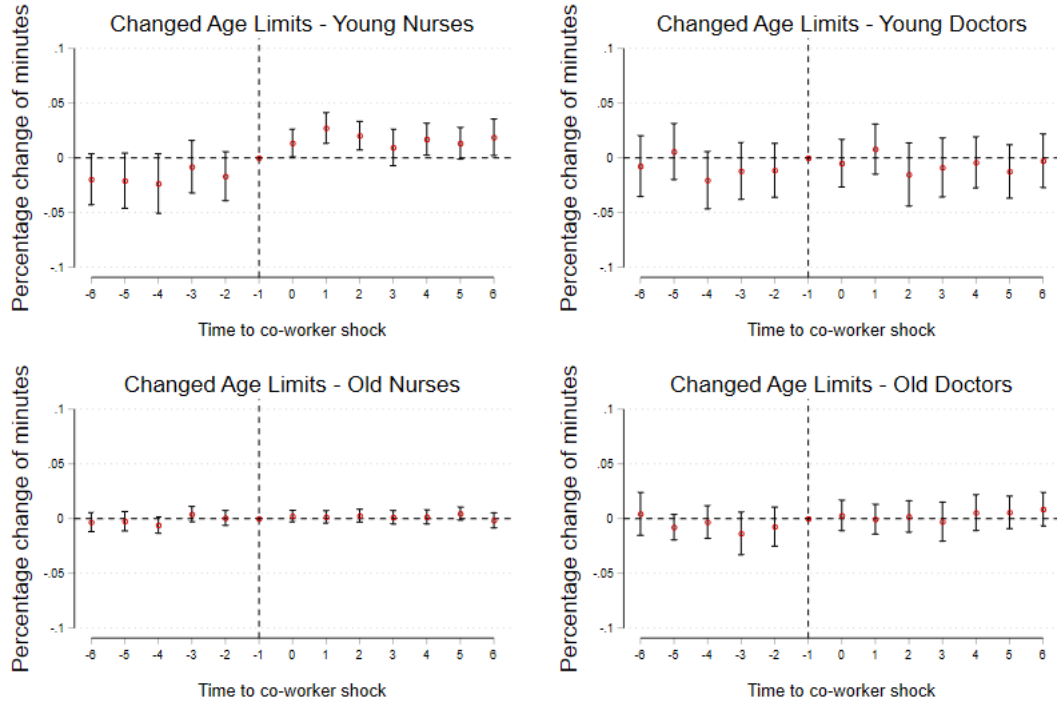 Changed Age Limits - Young Nurses
Percentage change of minutes
.1
.05
0
-.05
-.1
-6 -5 -4 -3 -2 -1 0 1 2 3 4 5 6
Time to co-worker shock
Changed Age Limits - Young Doctors
Percentage change of minutes
.1
.05
0
-.05
-.1
-6 -5 -4 -3 -2 -1 0 1 2 3 4 5 6
Time to co-worker shock
Changed Age Limits - Old Nurses
Percentage change of minutes
.1
.05
0
-.05
-.1
-6 -5 -4 -3 -2 -1 0 1 2 3 4 5 6
Time to co-worker shock
Changed Age Limits - Old Doctors
Percentage change of minutes
.1
.05
0
-.05
-.1
-6 -5 -4 -3 -2 -1 0 1 2 3 4 5 6
Time to co-worker shock